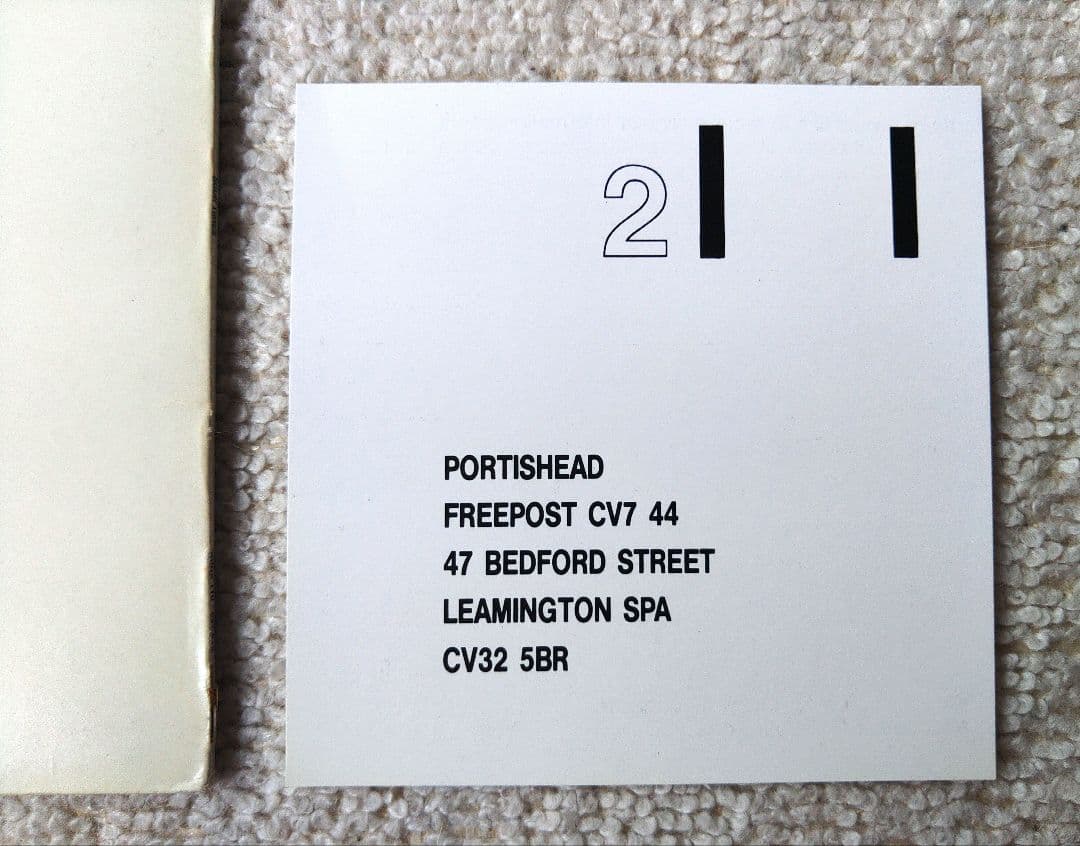 2
PORTISHEAD
FREEPOST CV7 44
47 BEDFORD STREET
LEAMINGTON SPA
CV32 5BR